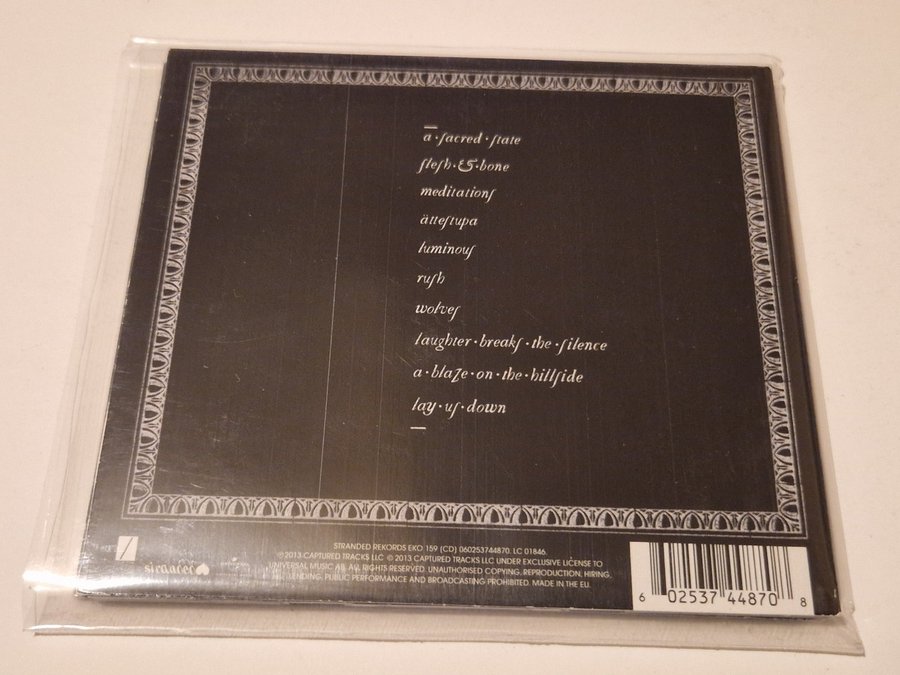 a·ſacred·ſtate
fleſh·&·bone
meditationſ
ätteſtupa
luminouſ
ruſh
wolveſ
laughter·breakſ·the·ſilence
a·blaze·on·the·hillſide
lay·uſ·down
STRANDED REKORDS EKO 159 (CD) 060253744870. LC 01846.
℗2013 CAPTURED TRACKS LLC © 2013 CAPTURED TRACKS LLC UNDER EXCLUSIVE LICENSE TO
UNIVERSAL MUSIC AB. ALL RIGHTS RESERVED. UNAUTHORISED COPYING, REPRODUCTION, HIRING,
LENDING, PUBLIC PERFORMANCE AND BROADCASTING PROHIBITED. MADE IN THE EU.
6 02537 44870 8